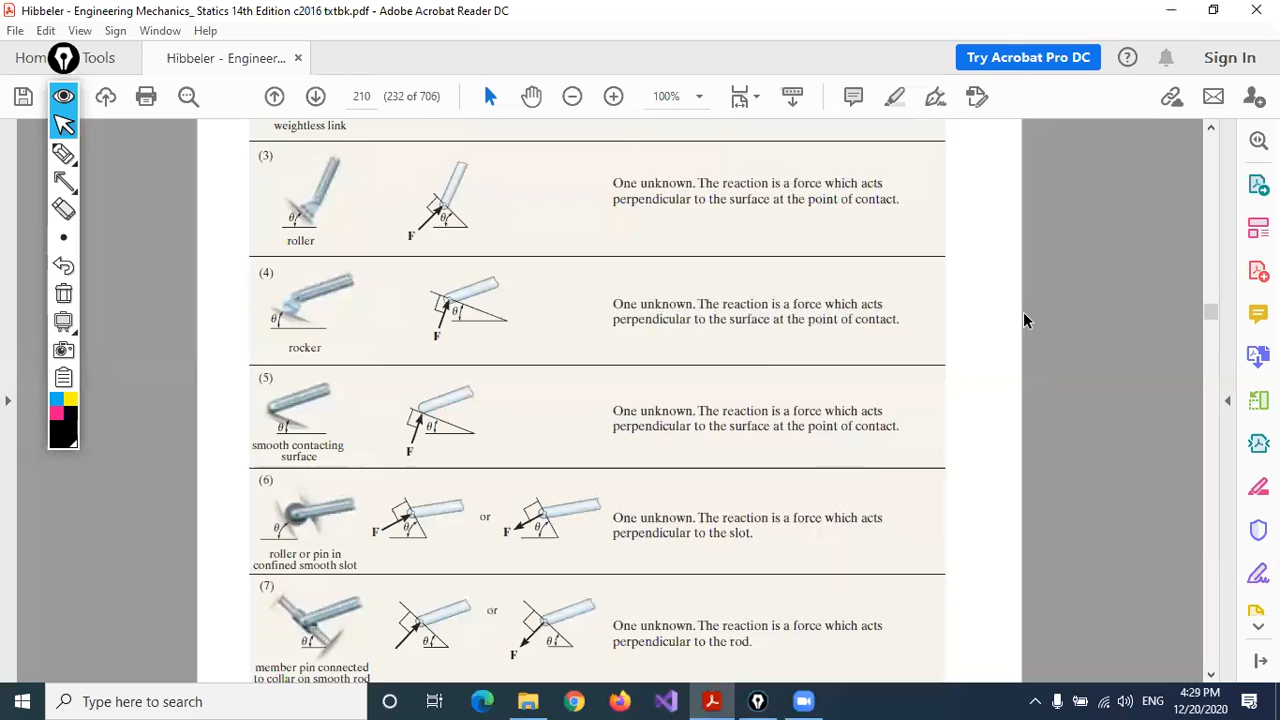 Hibbeler - Engineering Mechanics_ Statics 14th Edition c2016 txtbk.pdf - Adobe Acrobat Reader DC
File Edit View Sign Window Help
Hom Tools Hibbeler - Engineer... × Try Acrobat Pro DC ? Sign In
210 (232 of 706) 100%
weightless link
(3)
One unknown. The reaction is a force which acts
perpendicular to the surface at the point of contact.
θ θ
F
roller
(4)
One unknown. The reaction is a force which acts
perpendicular to the surface at the point of contact.
θ θ
F
rocker
(5)
One unknown. The reaction is a force which acts
perpendicular to the surface at the point of contact.
θ θ
F
smooth contacting
surface
(6)
or
One unknown. The reaction is a force which acts
perpendicular to the slot.
θ F θ F θ
roller or pin in
confined smooth slot
(7)
or
One unknown. The reaction is a force which acts
perpendicular to the rod.
θ θ θ
F
member pin connected
to collar on smooth rod
Type here to search
ENG
4:29 PM
12/20/2020